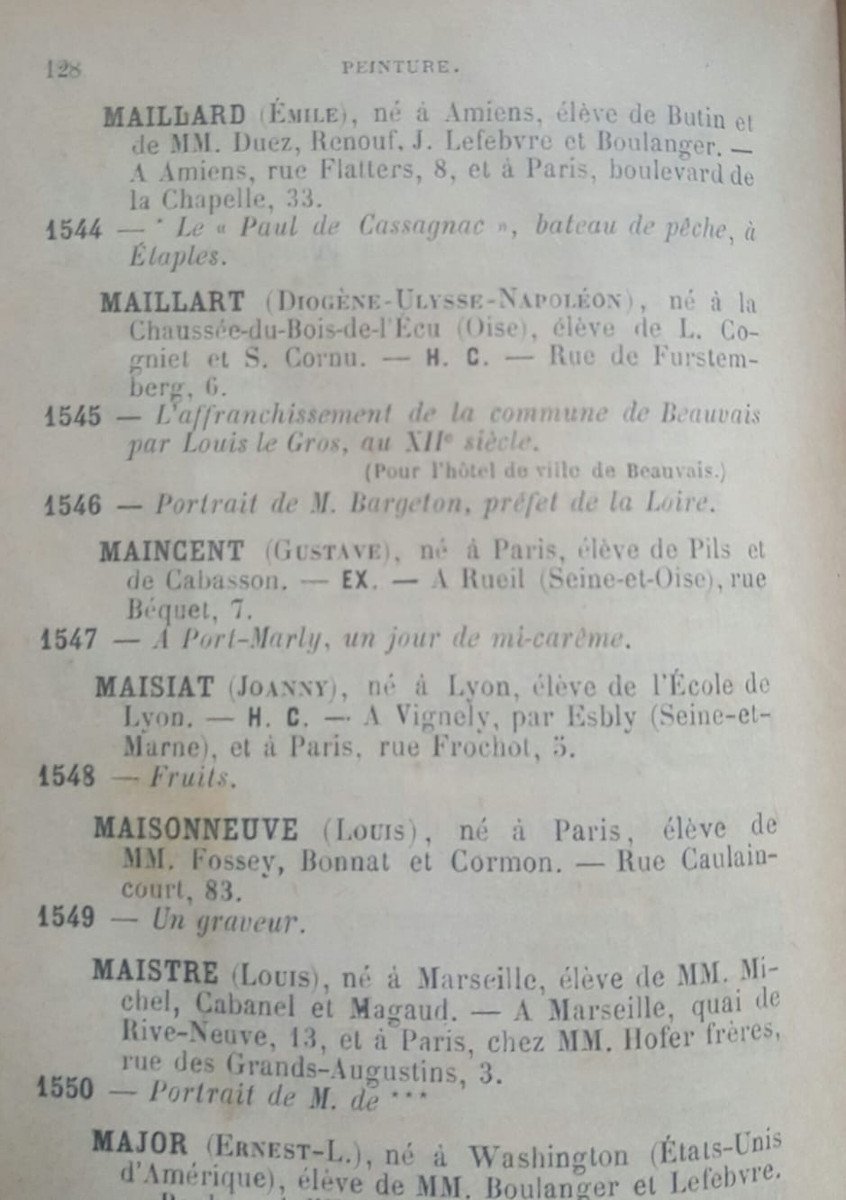 128
PEINTURE.
MAILLARD (ÉMILE), né à Amiens, élève de Butin et
de MM. Duez, Renouf, J. Lefebvre et Boulanger. —
A Amiens, rue Flatters, 8, et à Paris, boulevard de
la Chapelle, 33.
1544 — * Le « Paul de Cassagnac », bateau de pêche, à
Étaples.
MAILLART (DIOGÈNE-ULYSSE-NAPOLÉON), né à la
Chaussée-du-Bois-de-l'Écu (Oise), élève de L. Co-
gniet et S. Cornu. — H. C. — Rue de Furstem-
berg, 6.
1545 — L'affranchissement de la commune de Beauvais
par Louis le Gros, au XIIe siècle.
(Pour l'hôtel de ville de Beauvais.)
1546 — Portrait de M. Bargeton, préfet de la Loire.
MAINCENT (GUSTAVE), né à Paris, élève de Pils et
de Cabasson. — EX. — A Rueil (Seine-et-Oise), rue
Béquet, 7.
1547 — A Port-Marly, un jour de mi-carême.
MAISIAT (JOANNY), né à Lyon, élève de l'École de
Lyon. — H. C. — A Vignely, par Esbly (Seine-et-
Marne), et à Paris, rue Frochot, 5.
1548 — Fruits.
MAISONNEUVE (LOUIS), né à Paris, élève de
MM. Fossey, Bonnat et Cormon. — Rue Caulain-
court, 83.
1549 — Un graveur.
MAISTRE (LOUIS), né à Marseille, élève de MM. Mi-
chel, Cabanel et Magaud. — A Marseille, quai de
Rive-Neuve, 13, et à Paris, chez MM. Hofer frères,
rue des Grands-Augustins, 3.
1550 — Portrait de M. de ***
MAJOR (ERNEST-L.), né à Washington (États-Unis
d'Amérique), élève de MM. Boulanger et Lefebvre.